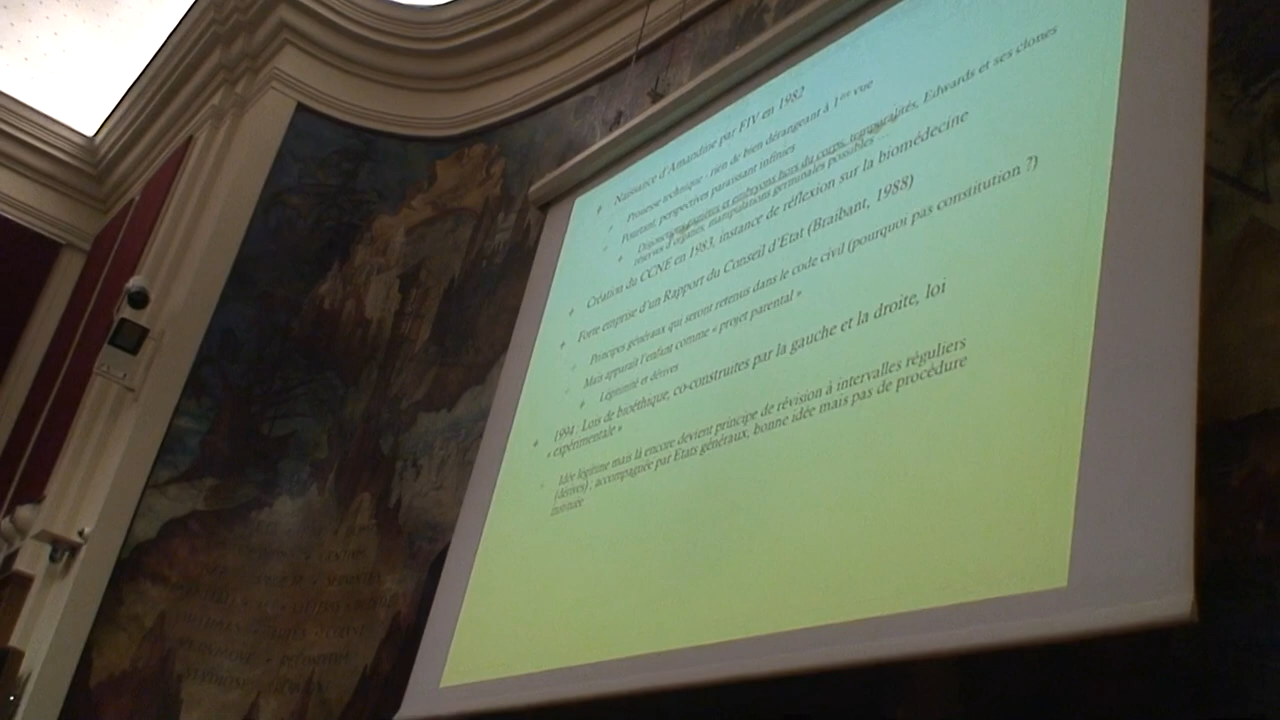 Naissance d'Amandine par FIV en 1982
Prouesse technique : rien de bien dérangeant à 1ère vue
Pourtant, perspectives paraissant infinies
Disjonction gamètes et embryons hors du corps, temporalités, Edwards et ses clones
réserves d'organes, manipulations germinales possibles
Création du CCNE en 1983, instance de réflexion sur la biomédecine
Forte emprise d'un Rapport du Conseil d'Etat (Braibant, 1988)
Principes généraux qui seront retenus dans le code civil (pourquoi pas constitution ?)
Mais apparaît l'enfant comme « projet parental »
Légitimité et dérives
1994 : Lois de bioéthique, co-construites par la gauche et la droite, loi
« expérimentale »
Idée légitime mais là encore devient principe de révision à intervalles réguliers
(dérives) ; accompagnée par Etats généraux, bonne idée mais pas de procédure
instituée